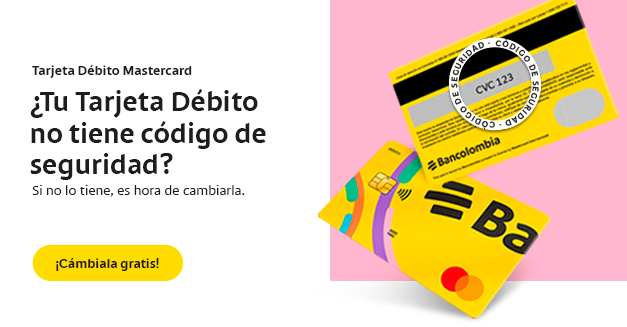 Tarjeta Débito Mastercard
¿Tu Tarjeta Débito
no tiene código de
seguridad?
Si no lo tiene, es hora de cambiarla.
¡Cámbiala gratis!
CÓDIGO DE SEGURIDAD · CÓDIGO DE SEGURIDAD ·
CVC 123
Bancolombia
Ba